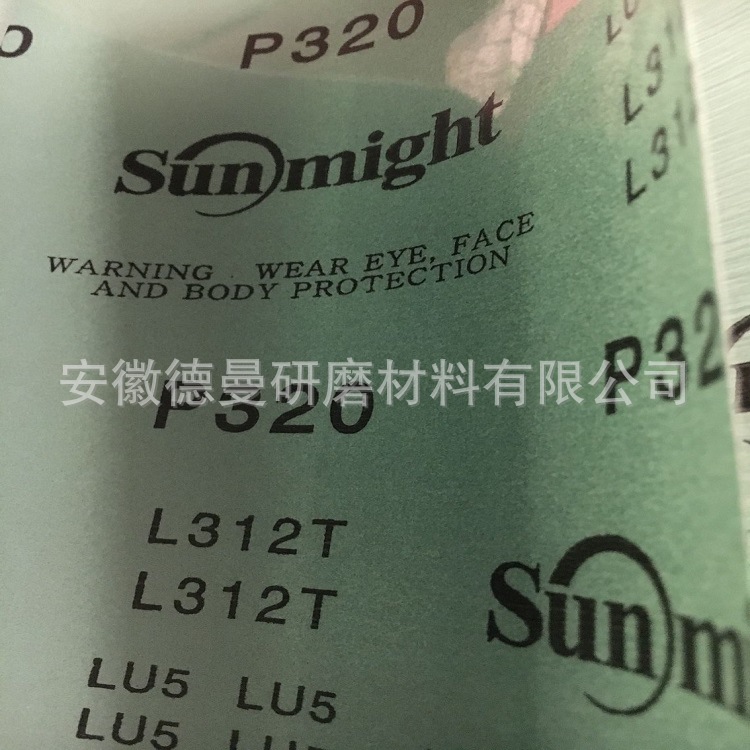 P320
Sunmight
WARNING . WEAR EYE, FACE
AND BODY PROTECTION
安徽德曼研磨材料有限公司
P320
L312T
L312T
LU5 LU5
LU5
Sun